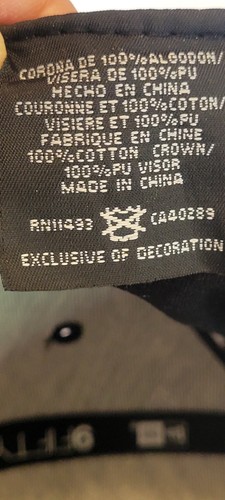 CORONA DE 100%ALGODON/
VISERA DE 100%PU
HECHO EN CHINA
COURONNE ET 100%COTON/
VISIERE ET 100%PU
FABRIQUE EN CHINE
100%COTTON CROWN/
100%PU VISOR
MADE IN CHINA
RN11493 CA40289
EXCLUSIVE OF DECORATION
9FIFTY